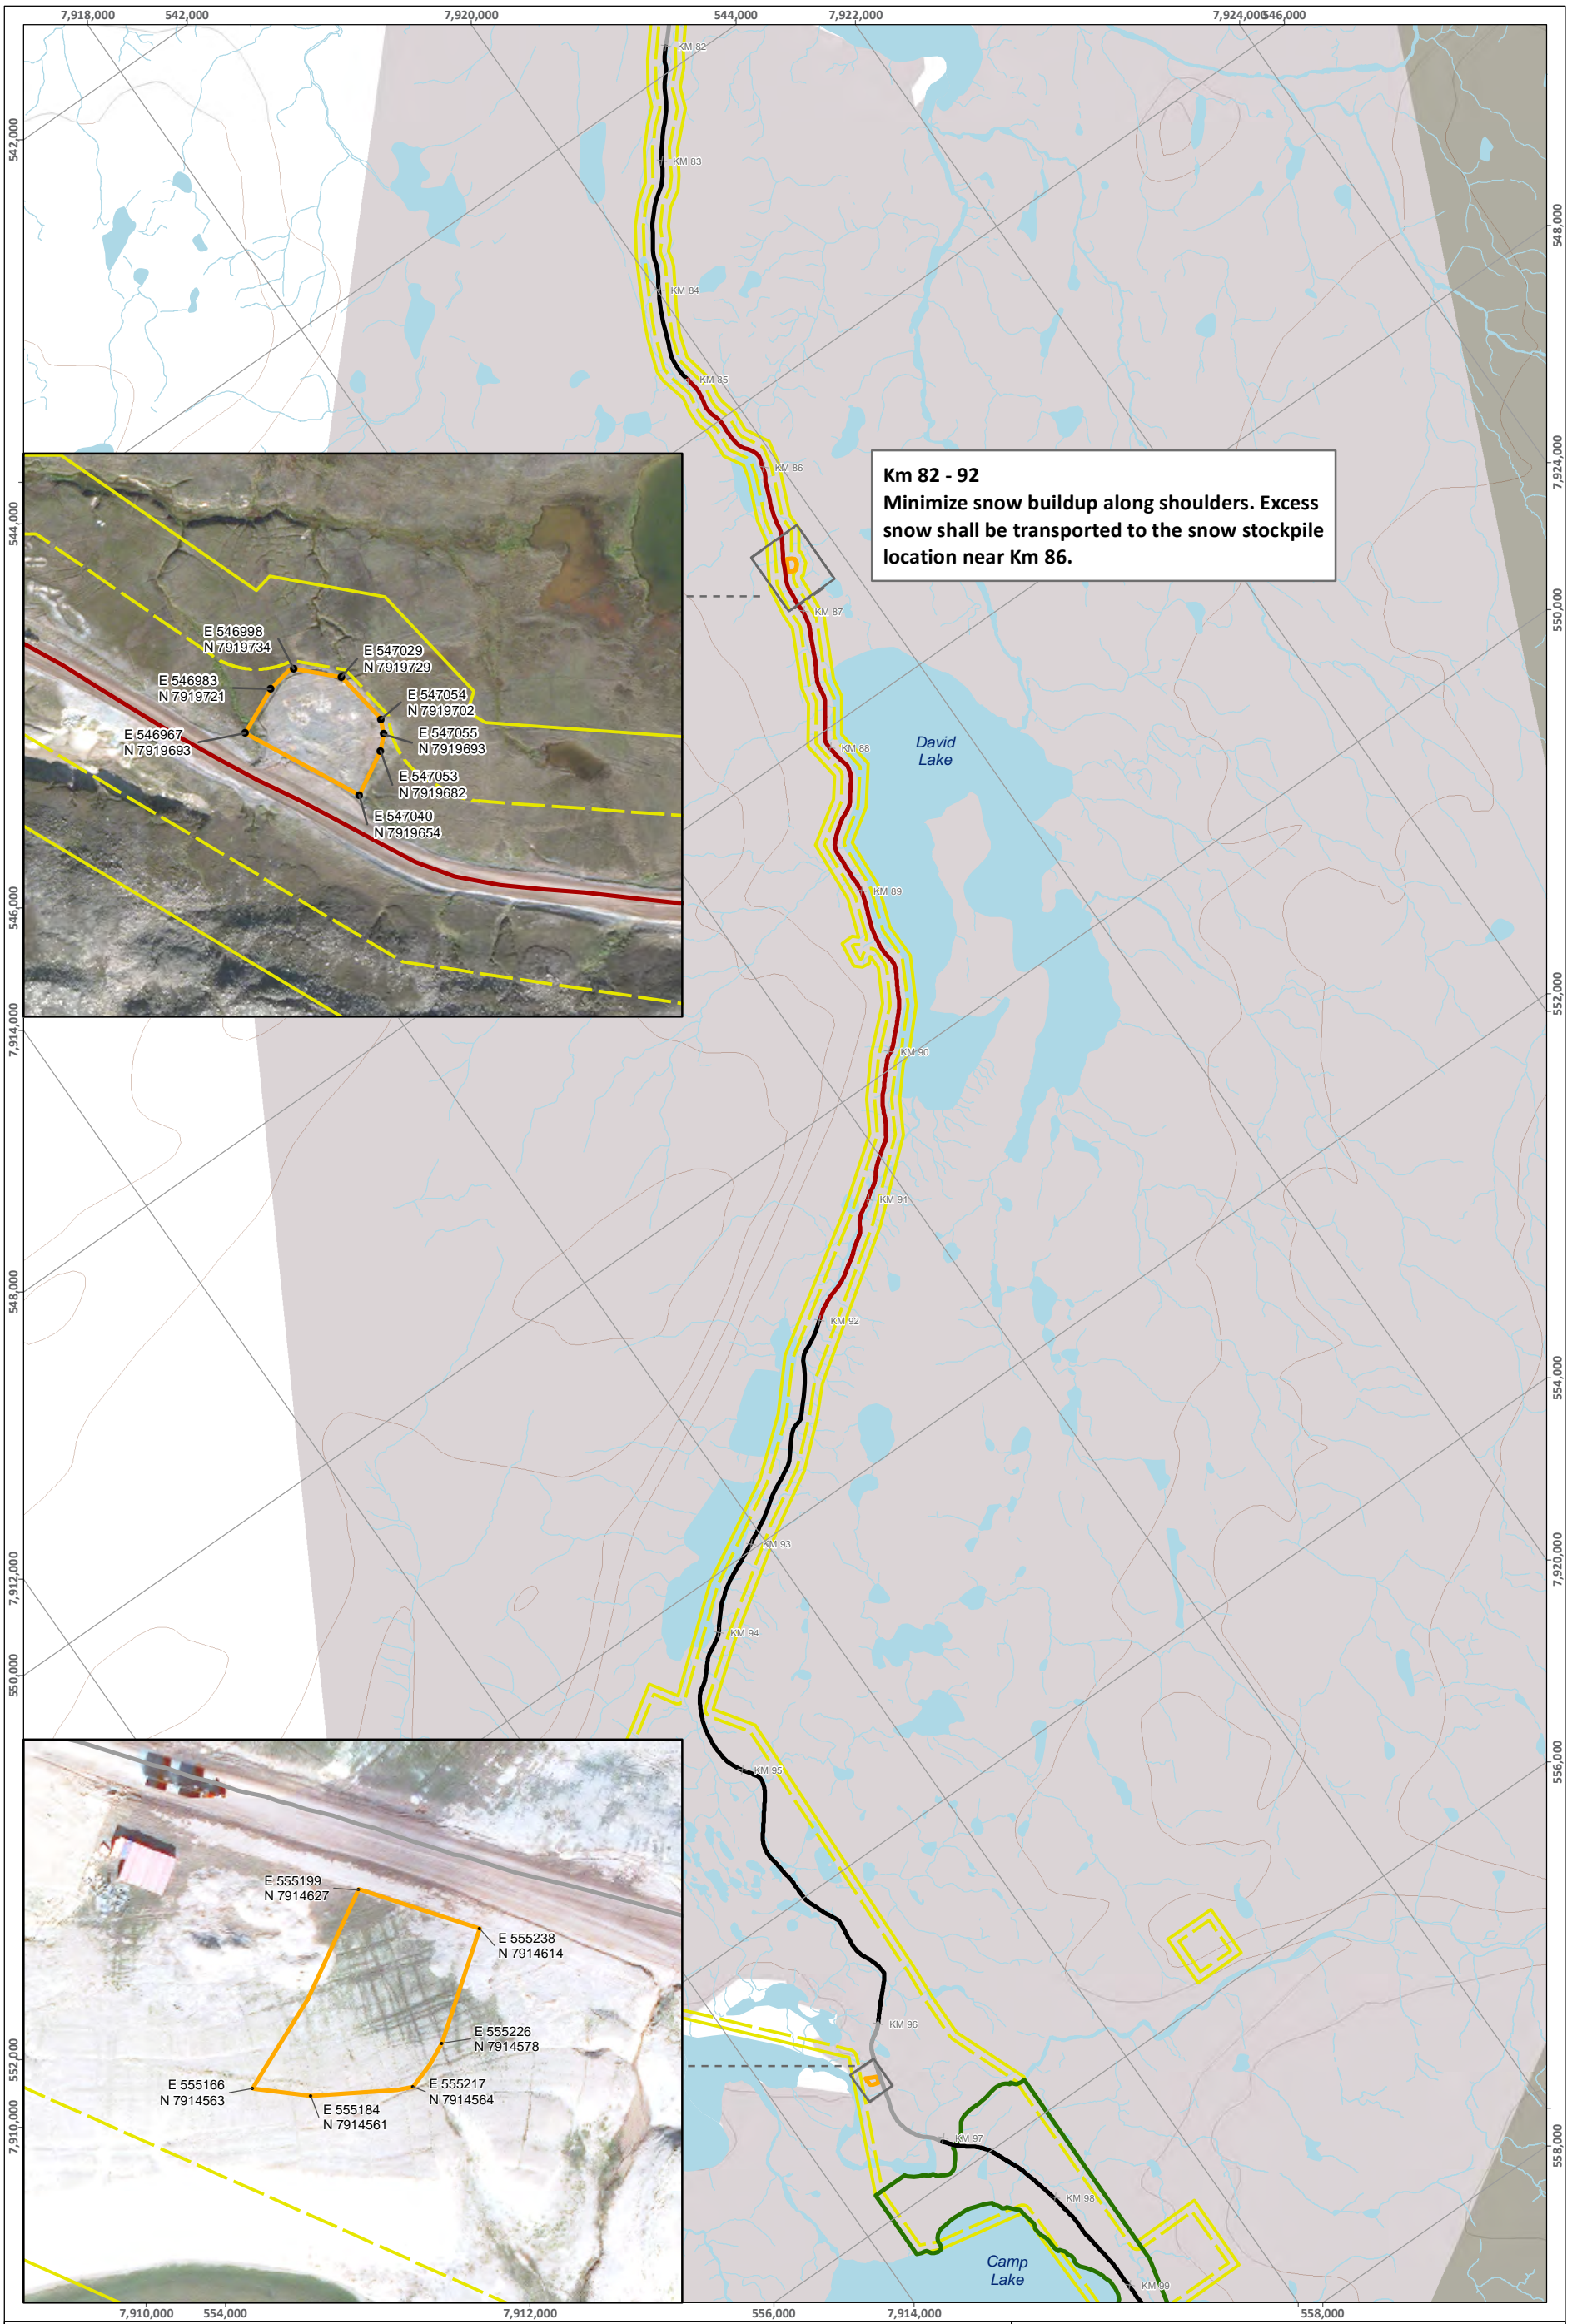 7,918,000
542,000
7,920,000
544,000
7,922,000
7,924,000
546,000
542,000
544,000
546,000
7,914,000
548,000
7,912,000
550,000
552,000
7,910,000
548,000
7,924,000
550,000
552,000
554,000
7,920,000
556,000
558,000
KM 82
KM 83
KM 84
KM 85
KM 86
Km 82 - 92
Minimize snow buildup along shoulders. Excess
snow shall be transported to the snow stockpile
location near Km 86.
KM 87
KM 88
David
Lake
KM 89
KM 90
KM 91
KM 92
KM 93
KM 94
KM 95
KM 96
KM 97
KM 98
KM 99
Camp
Lake
E 546998
N 7919734
E 547029
N 7919729
E 546983
N 7919721
E 547054
N 7919702
E 546967
N 7919693
E 547055
N 7919693
E 547053
N 7919682
E 547040
N 7919654
E 555199
N 7914627
E 555238
N 7914614
E 555226
N 7914578
E 555166
N 7914563
E 555217
N 7914564
E 555184
N 7914561
7,910,000
554,000
7,912,000
556,000
7,914,000
558,000